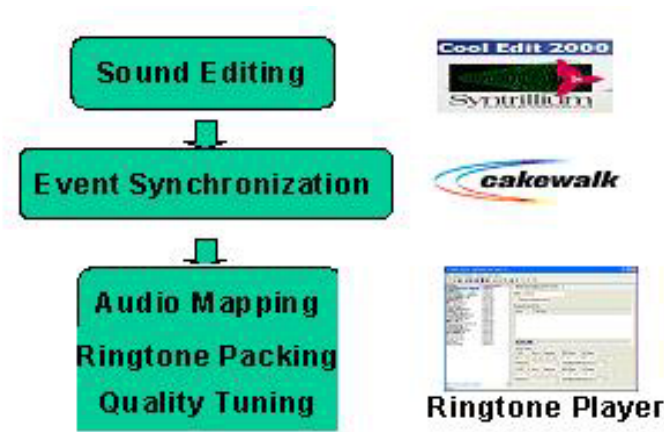 Sound Editing
Cool Edit 2000
Syntrillium
Event Synchronization
cakewalk
Audio Mapping
Ringtone Packing
Quality Tuning
Ringtone Player